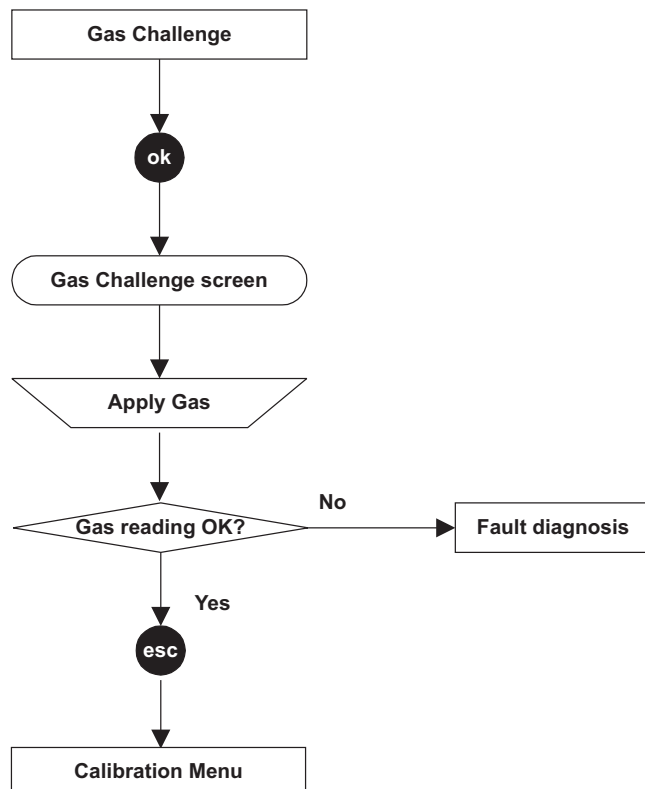 Gas Challenge
ok
Gas Challenge screen
Apply Gas
Gas reading OK?
No
Fault diagnosis
Yes
esc
Calibration Menu